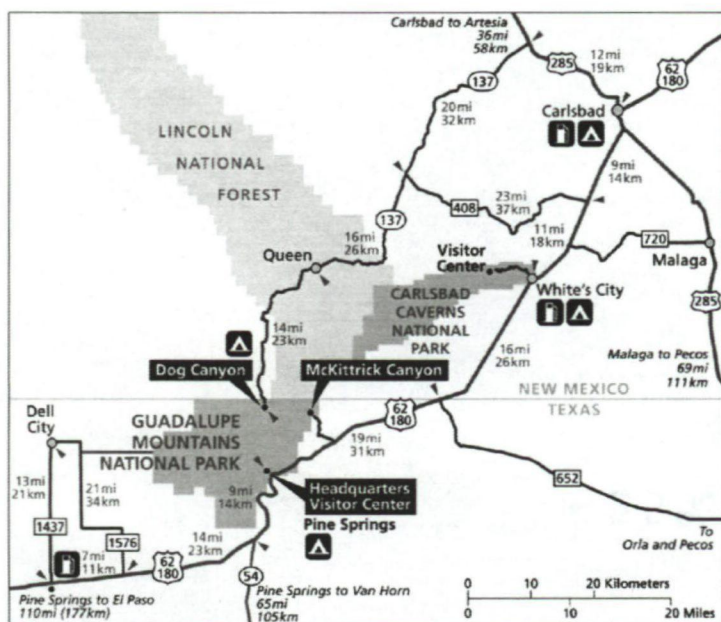 Carlsbad to Artesia
36mi
58km
285
12mi
19km
62
180
137
20mi
32km
Carlsbad
LINCOLN
NATIONAL
FOREST
9mi
14km
23mi
37km
408
137
16mi
26km
11mi
18km
720
Queen
Visitor
Center
Malaga
CARLSBAD
CAVERNS
NATIONAL
PARK
White's City
285
14mi
23km
16mi
26km
Malaga to Pecos
69mi
111km
Dog Canyon
McKittrick Canyon
NEW MEXICO
TEXAS
Dell
City
GUADALUPE
MOUNTAINS
NATIONAL PARK
62
180
19mi
31km
652
13mi
21km
21mi
34km
9mi
14km
Headquarters
Visitor Center
Pine Springs
1437
1576
14mi
23km
To
Orla and Pecos
7mi
11km
62
180
54
Pine Springs to El Paso
110mi (177km)
Pine Springs to Van Horn
65mi
105km
0 10 20 Kilometers
0 10 20 Miles